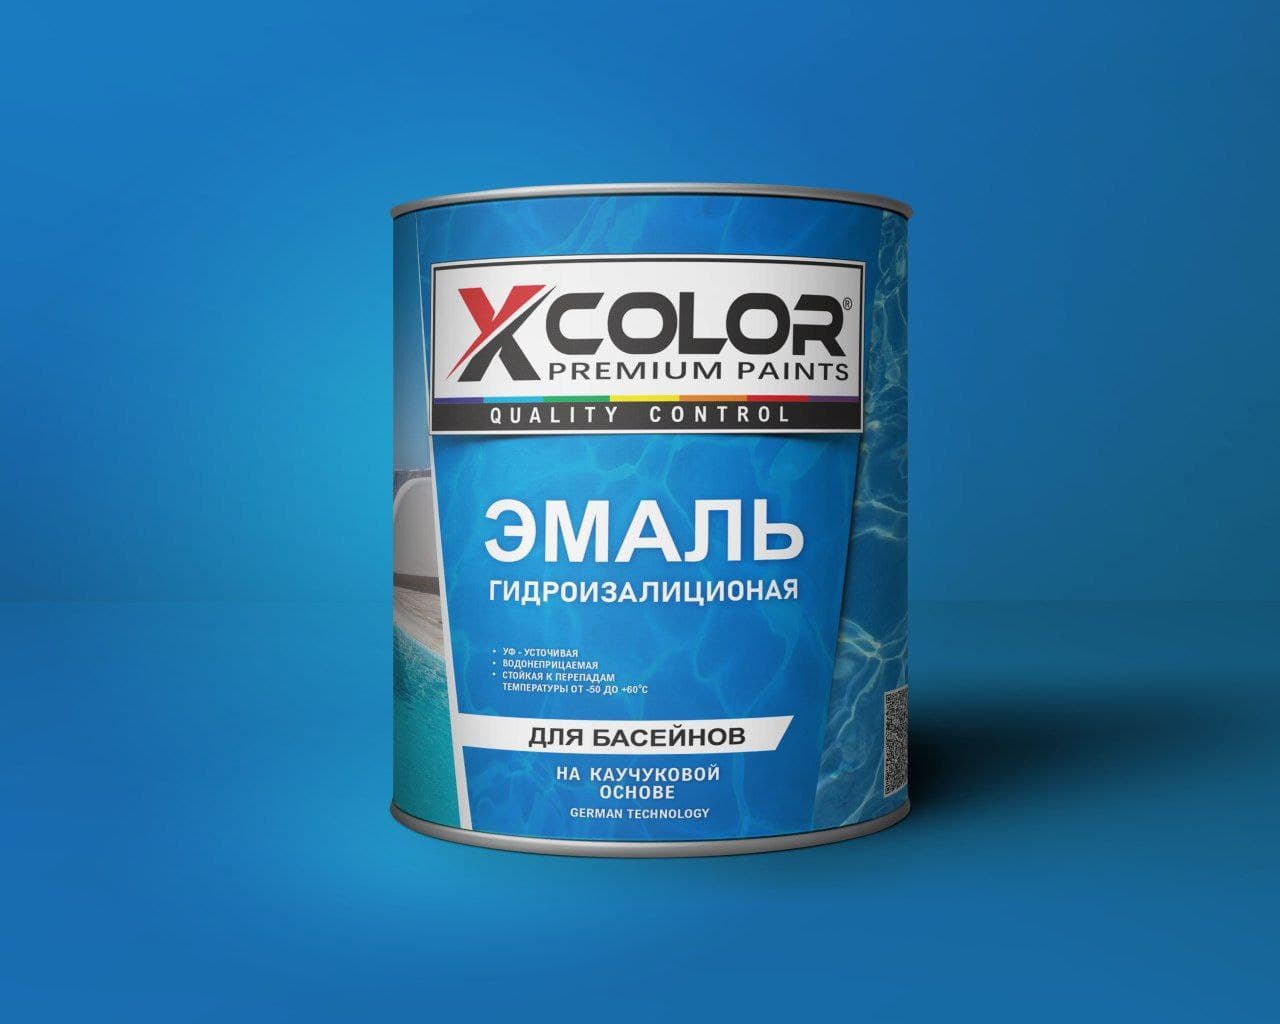 XCOLOR®
PREMIUM PAINTS
QUALITY CONTROL
ЭМАЛЬ
ГИДРОИЗАЛИЦИОНАЯ
• УФ - УСТОЧИВАЯ
• ВОДОНЕПРИЦАЕМАЯ
• СТОЙКАЯ К ПЕРЕПАДАМ
ТЕМПЕРАТУРЫ ОТ -50 ДО +60°С
ДЛЯ БАСЕЙНОВ
НА КАУЧУКОВОЙ
ОСНОВЕ
GERMAN TECHNOLOGY